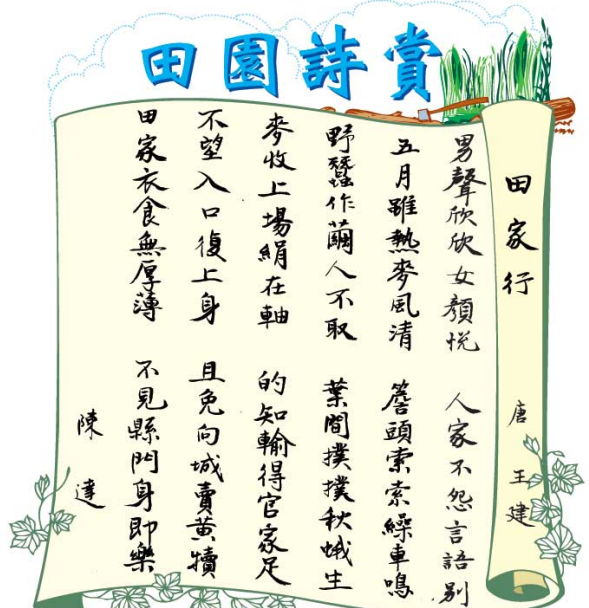 田園詩賞
田家行 唐 王建
男聲欣欣女顏悅 人家不怨言語別
五月雖熱麥風清 簷頭索索繰車鳴
野蠶作繭人不取 葉間撲撲秋蛾生
麥收上場絹在軸 的知輸得官家足
不望入口復上身 且免向城賣黃犢
田家衣食無厚薄 不見縣門身即樂
陳達